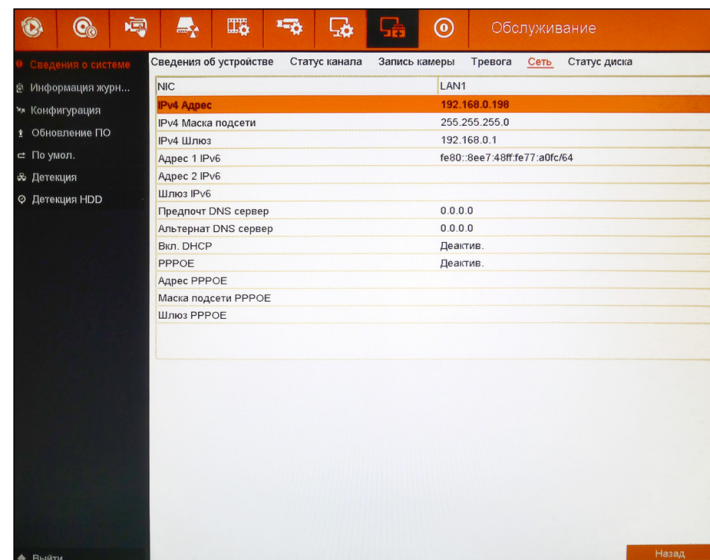 Обслуживание
Сведения о системе
Информация журн...
Конфигурация
Обновление ПО
По умол.
Детекция
Детекция HDD
Выйти
Сведения об устройстве Статус канала Запись камеры Тревога Сеть Статус диска
NIC LAN1
IPv4 Адрес 192.168.0.198
IPv4 Маска подсети 255.255.255.0
IPv4 Шлюз 192.168.0.1
Адрес 1 IPv6 fe80::8ee7:48ff:fe77:a0fc/64
Адрес 2 IPv6
Шлюз IPv6
Предпочт DNS сервер 0.0.0.0
Альтернат DNS сервер 0.0.0.0
Вкл. DHCP Деактив.
PPPOE Деактив.
Адрес PPPOE
Маска подсети PPPOE
Шлюз PPPOE
Назад